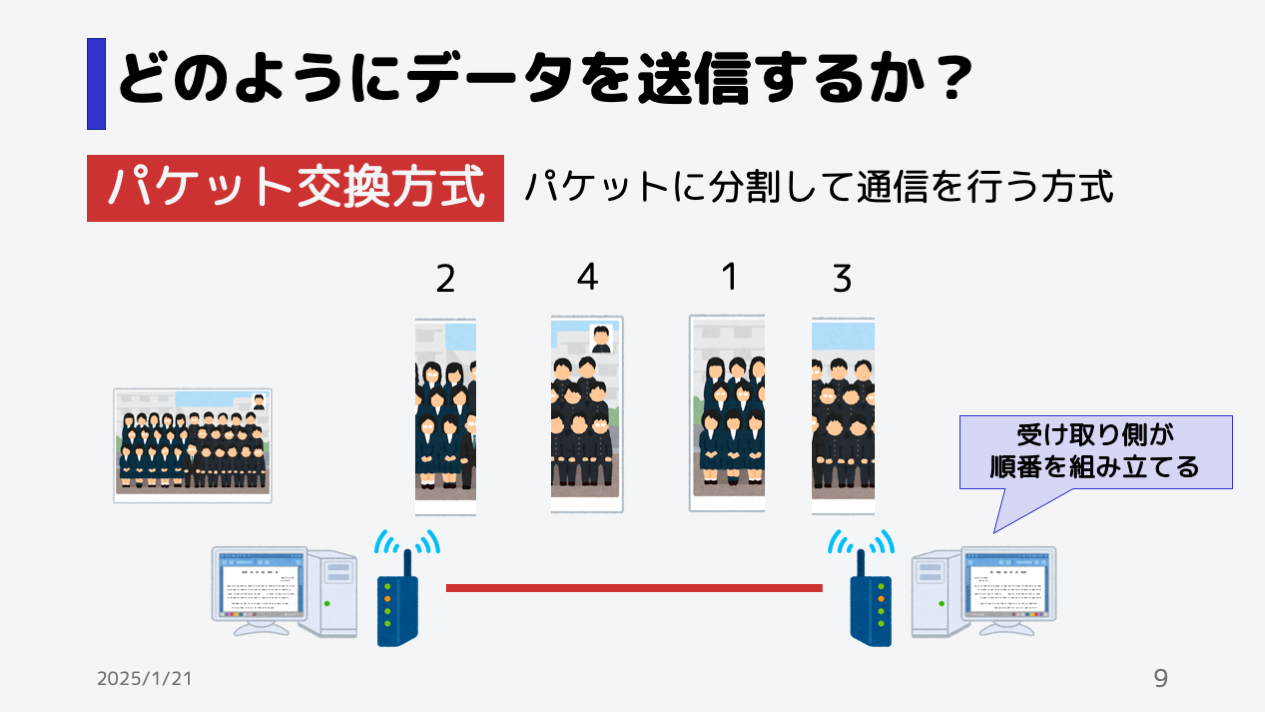 どのようにデータを送信するか？
パケット交換方式
パケットに分割して通信を行う方式
2
4
1
3
受け取り側が
順番を組み立てる
2025/1/21
9